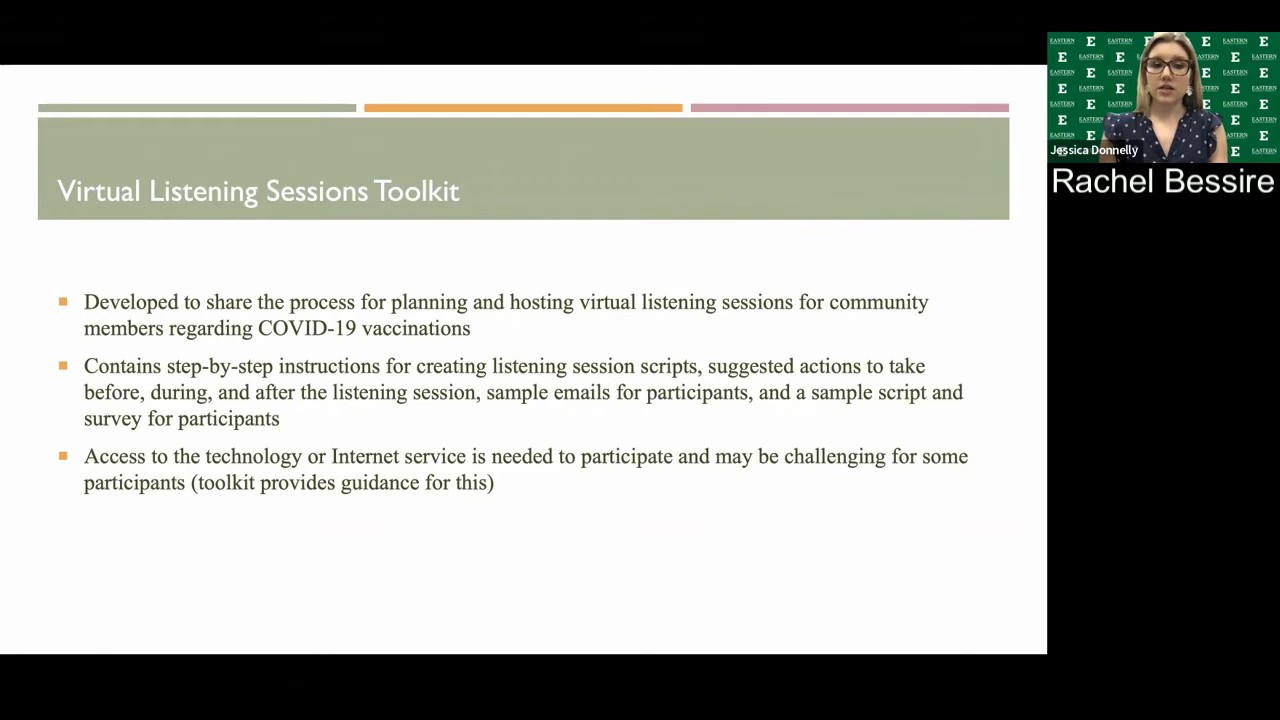 Virtual Listening Sessions Toolkit
Developed to share the process for planning and hosting virtual listening sessions for community
members regarding COVID-19 vaccinations
Contains step-by-step instructions for creating listening session scripts, suggested actions to take
before, during, and after the listening session, sample emails for participants, and a sample script and
survey for participants
Access to the technology or Internet service is needed to participate and may be challenging for some
participants (toolkit provides guidance for this)
EASTERN E EASTERN E EASTERN E EASTERN E
Jessica Donnelly
Rachel Bessire